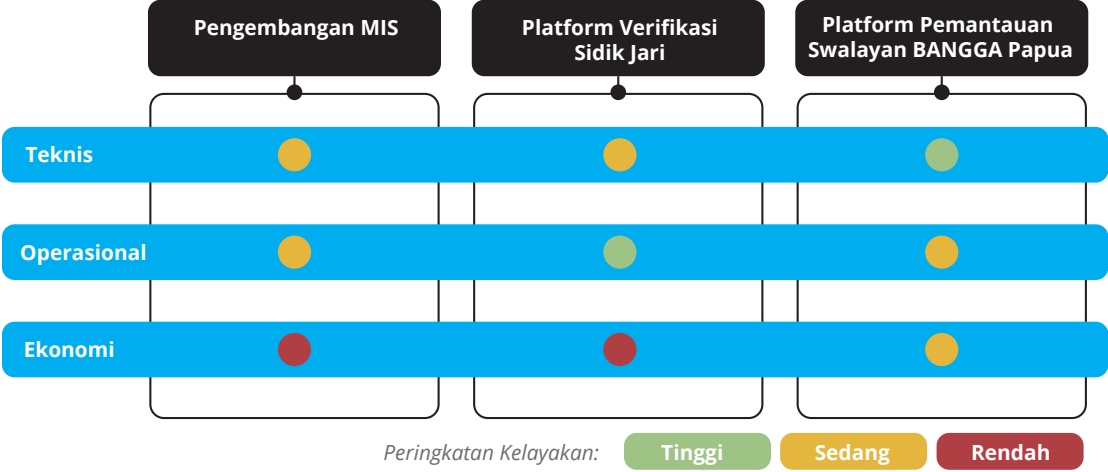 Pengembangan MIS
Platform Verifikasi
Sidik Jari
Platform Pemantauan
Swalayan BANGGA Papua
Teknis
Operasional
Ekonomi
Peringkatan Kelayakan:
Tinggi
Sedang
Rendah